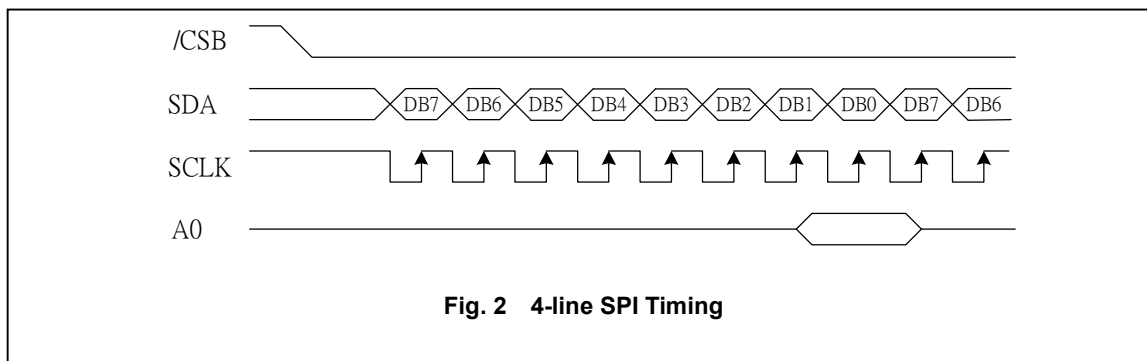 /CSB
SDA DB7 DB6 DB5 DB4 DB3 DB2 DB1 DB0 DB7 DB6
SCLK
A0
Fig. 2 4-line SPI Timing